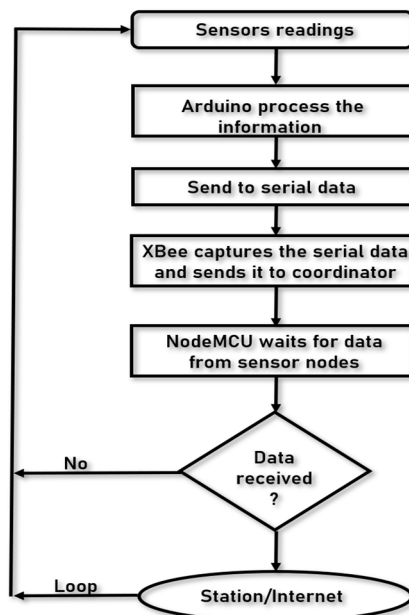 Sensors readings
Arduino process the
information
Send to serial data
XBee captures the serial data
and sends it to coordinator
NodeMCU waits for data
from sensor nodes
Data
received
?
No
Loop
Station/Internet